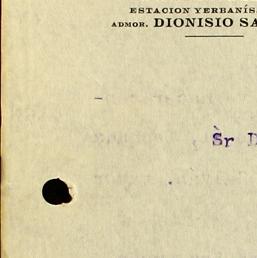 ESTACION YERBANÍS
ADMOR. DIONISIO SA
Sr D